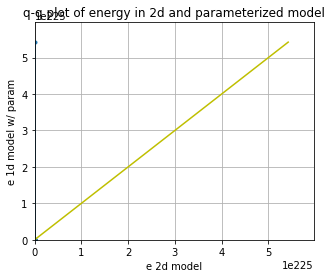 q-q plot of energy in 2d and parameterized model
1e225
5
4
3
2
1
0
e 1d model w/ param
0 1 2 3 4 5
e 2d model
1e225